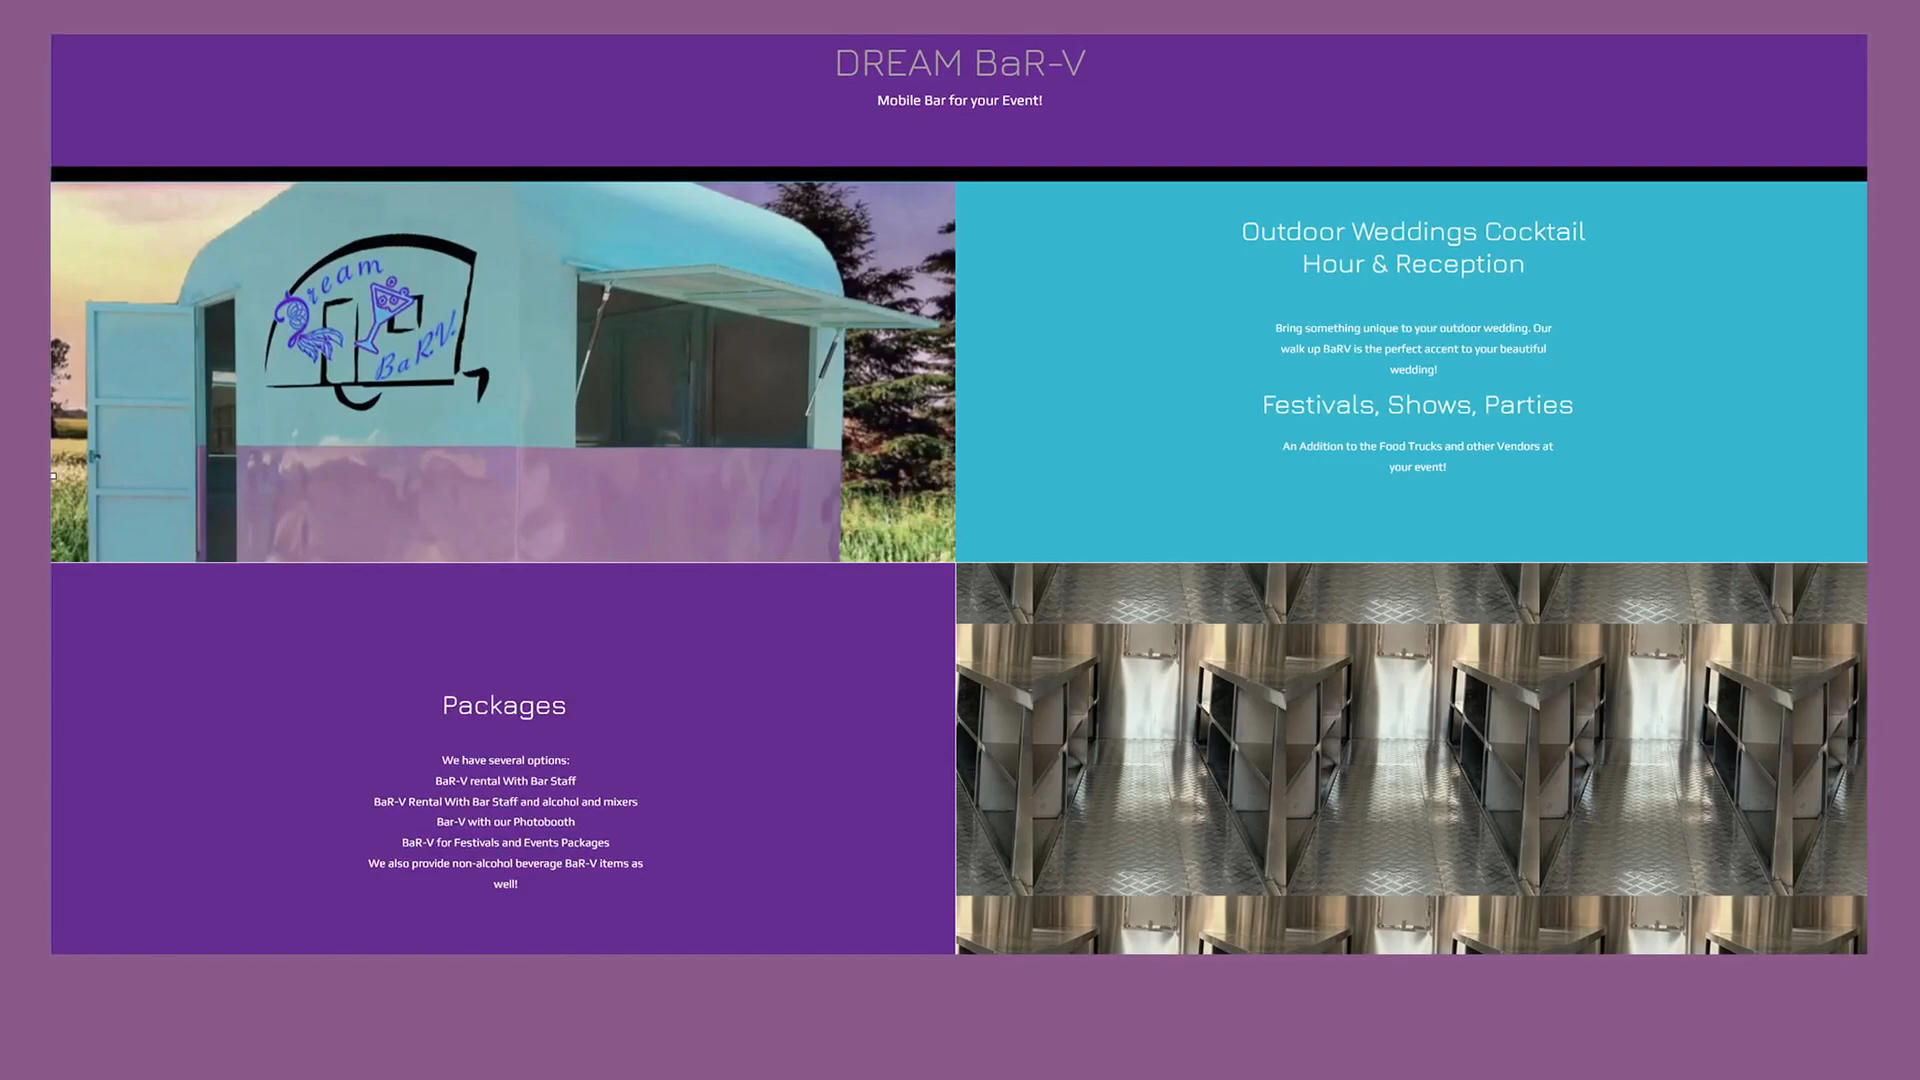 DREAM BaR-V
Mobile Bar for your Event!
Dream
BaRV
Outdoor Weddings Cocktail
Hour & Reception
Bring something unique to your outdoor wedding. Our
walk up BaRV is the perfect accent to your beautiful
wedding!
Festivals, Shows, Parties
An Addition to the Food Trucks and other Vendors at
your event!
Packages
We have several options:
BaR-V rental With Bar Staff
BaR-V Rental With Bar Staff and alcohol and mixers
Bar-V with our Photobooth
BaR-V for Festivals and Events Packages
We also provide non-alcohol beverage BaR-V items as
well!